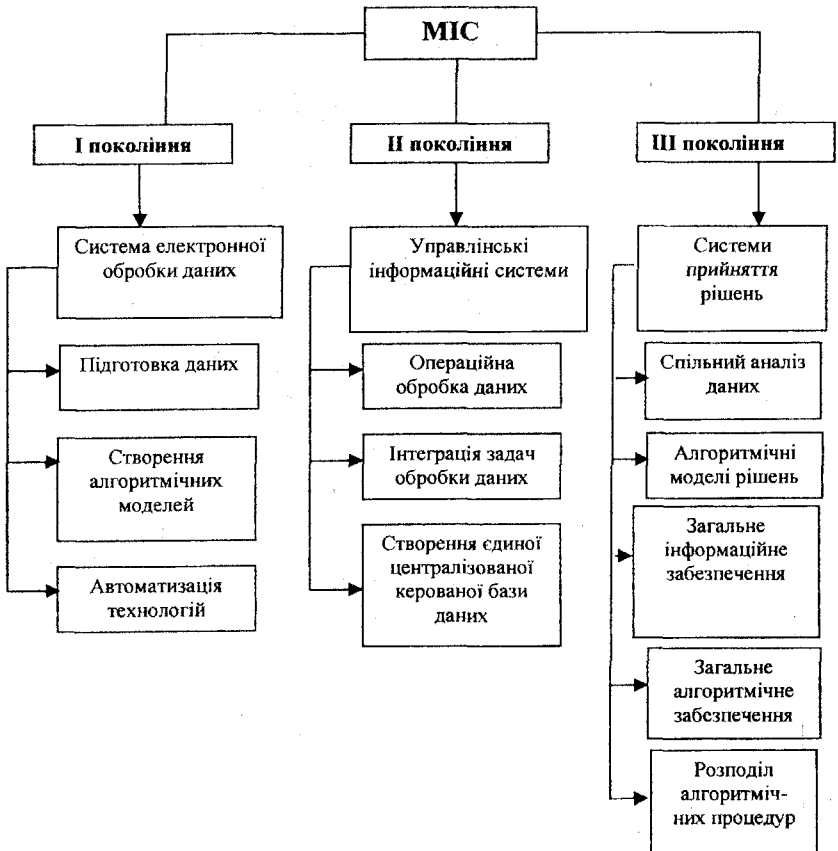 МІС
І покоління
ІІ покоління
ІІІ покоління
Система електронної
обробки даних
Підготовка даних
Створення
алгоритмічних
моделей
Автоматизація
технологій
Управлінські
інформаційні системи
Операційна
обробка даних
Інтеграція задач
обробки даних
Створення єдиної
централізованої
керованої бази
даних
Системи
прийняття
рішень
Спільний аналіз
даних
Алгоритмічні
моделі рішень
Загальне
інформаційне
забезпечення
Загальне
алгоритмічне
забезпечення
Розподіл
алгоритміч-
них процедур